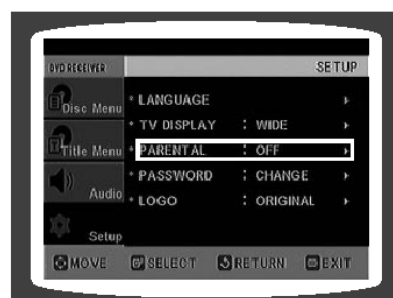 DVD RECEIVER SETUP
Disc Menu
LANGUAGE
TV DISPLAY : WIDE
Title Menu
PARENTAL : OFF
PASSWORD : CHANGE
Audio
LOGO : ORIGINAL
Setup
MOVE SELECT RETURN EXIT